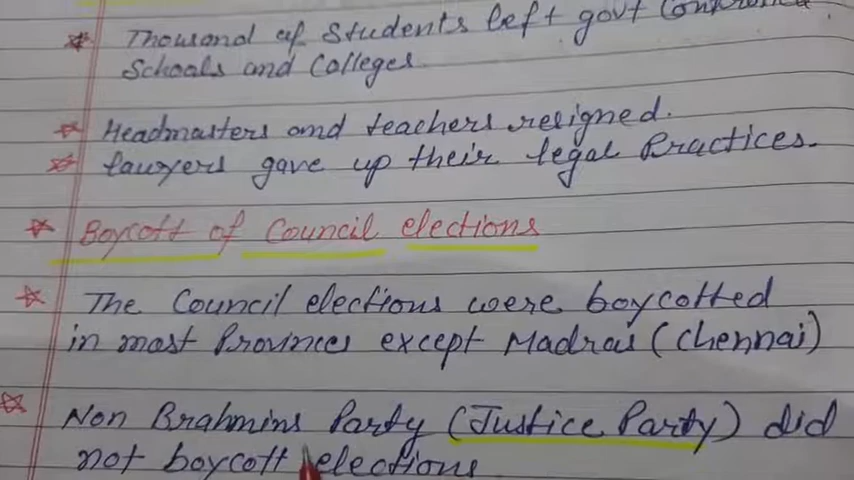 Thousand of Students left govt Controlled
Schools and Colleges
Headmasters and teachers resigned.
lawyers gave up their legal Practices.
Boycott of Council elections
The Council elections were boycotted
in most Provinces except Madras (Chennai)
Non Brahmins Party (Justice Party) did
not boycott elections